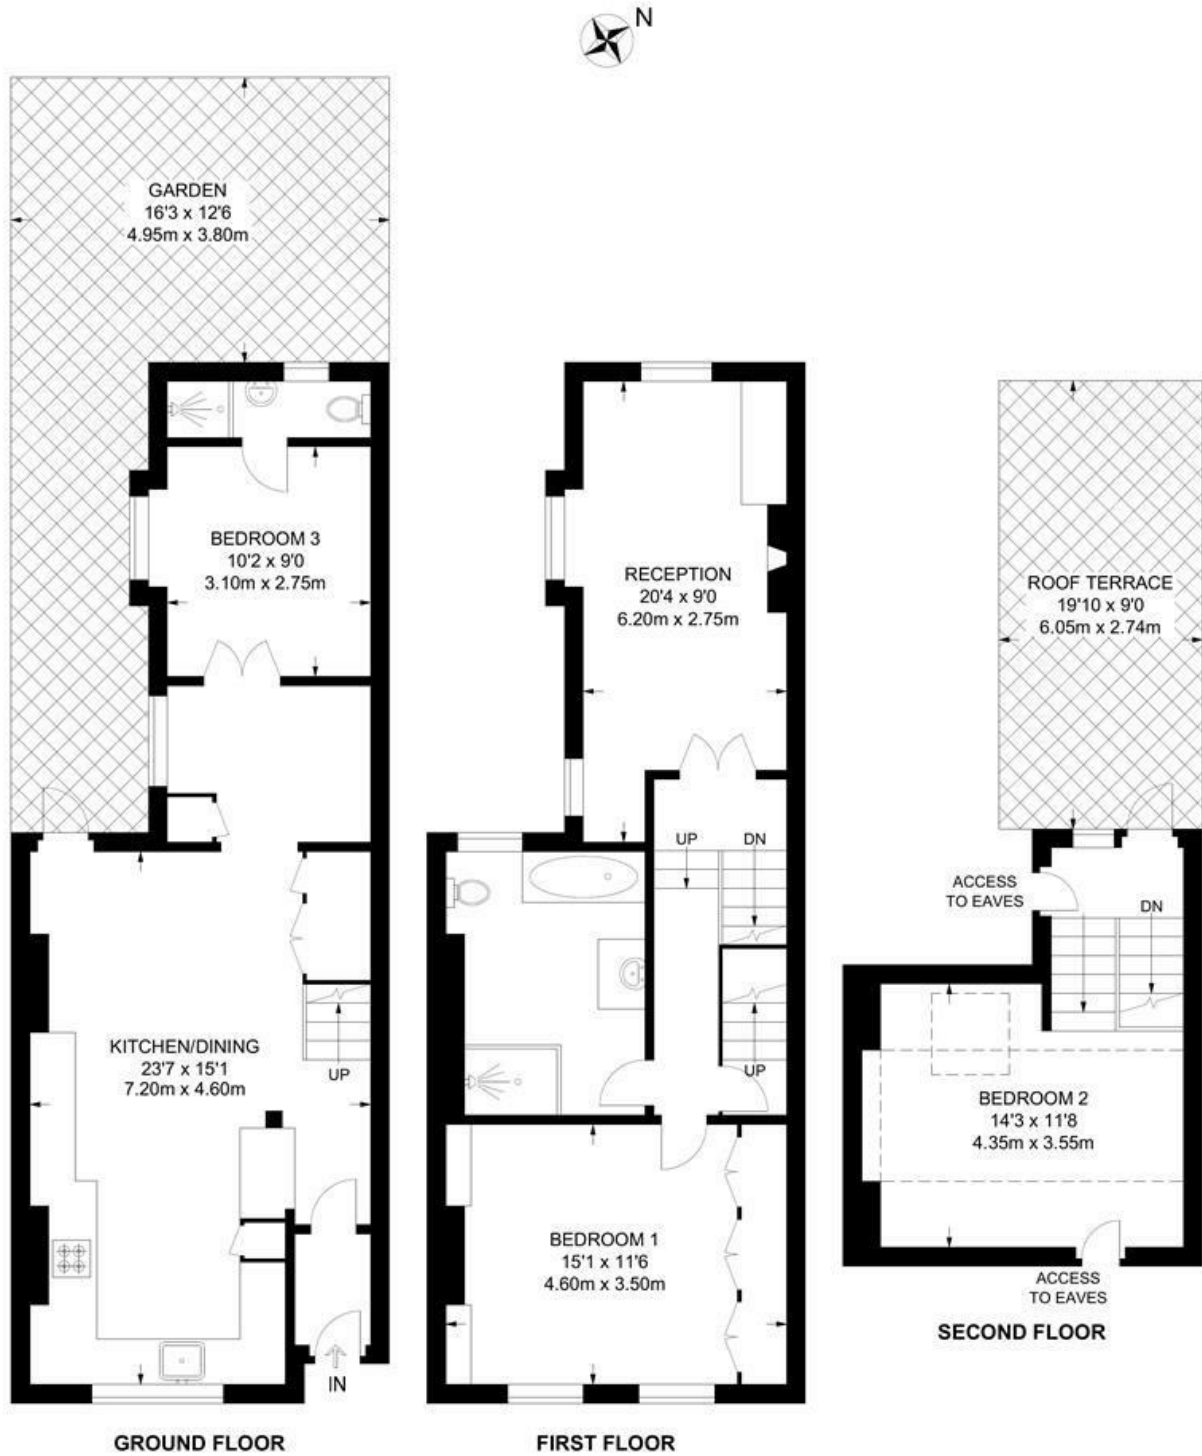 N
GARDEN
16'3 x 12'6
4.95m x 3.80m
BEDROOM 3
10'2 x 9'0
3.10m x 2.75m
KITCHEN/DINING
23'7 x 15'1
7.20m x 4.60m
UP
IN
GROUND FLOOR
RECEPTION
20'4 x 9'0
6.20m x 2.75m
UP
DN
UP
BEDROOM 1
15'1 x 11'6
4.60m x 3.50m
FIRST FLOOR
ROOF TERRACE
19'10 x 9'0
6.05m x 2.74m
ACCESS
TO EAVES
DN
BEDROOM 2
14'3 x 11'8
4.35m x 3.55m
ACCESS
TO EAVES
SECOND FLOOR